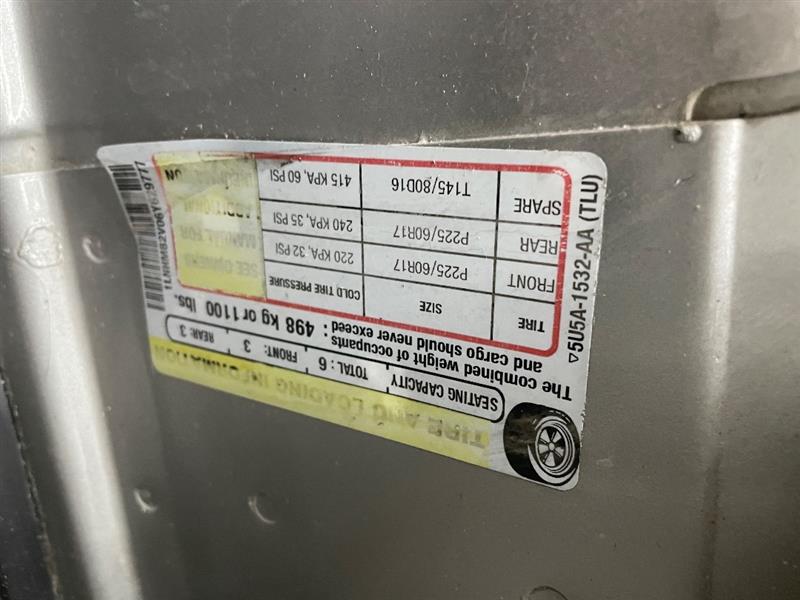 TIRE AND LOADING INFORMATION
SEATING CAPACITY
TOTAL : 6
FRONT: 3
REAR: 3
The combined weight of occupants
and cargo should never exceed : 498 kg or 1100 lbs.
TIRE SIZE COLD TIRE PRESSURE
FRONT P225/60R17 220 KPA, 32 PSI
REAR P225/60R17 240 KPA, 35 PSI
SPARE T145/80D16 415 KPA, 60 PSI
SEE OWNERS
MANUAL FOR
ADDITIONAL
5U5A-1532-AA (TLU)